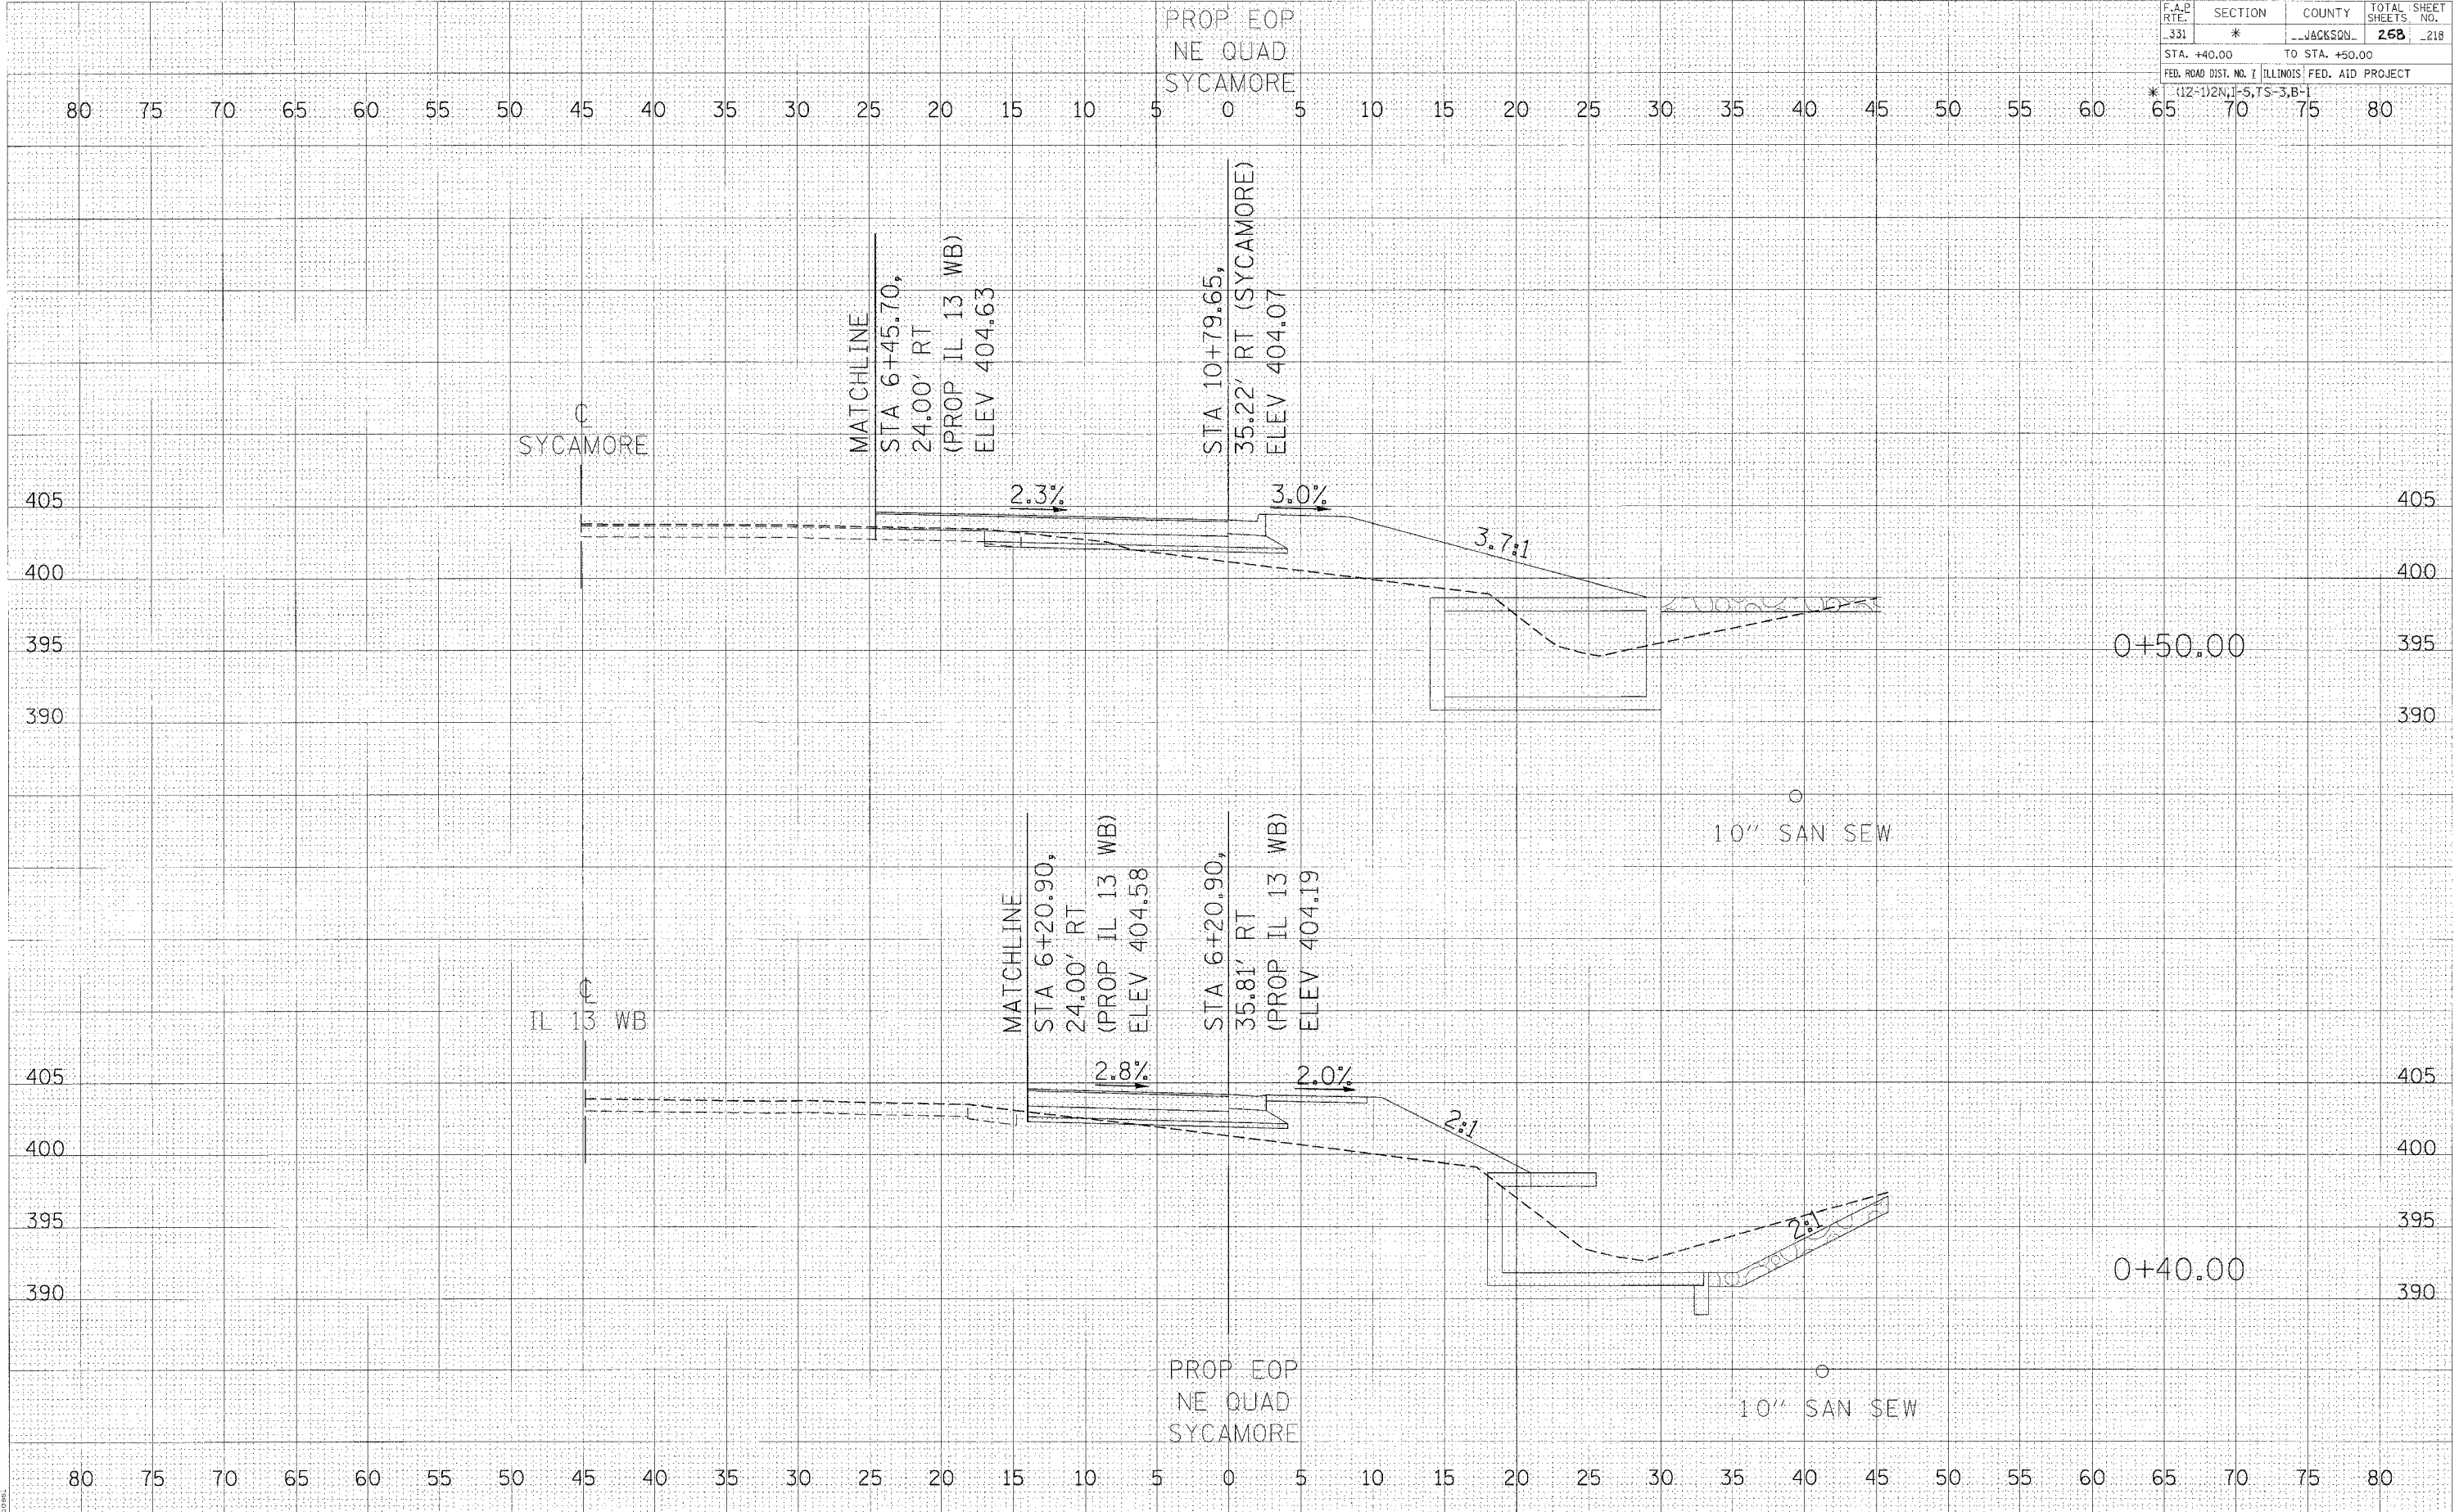 PROP EOP
NE QUAD
SYCAMORE
F.A.P. RTE. SECTION COUNTY TOTAL SHEETS SHEET NO.
331 * JACKSON 268 218
STA. +40.00 TO STA. +50.00
FED. ROAD DIST. NO. 7 ILLINOIS FED. AID PROJECT
* (12-1)2N,I-5,TS-3,B-1
80 75 70 65 60 55 50 45 40 35 30 25 20 15 10 5 0 5 10 15 20 25 30 35 40 45 50 55 60 65 70 75 80
MATCHLINE
STA 6+45.70,
24.00' RT
(PROP IL 13 WB)
ELEV 404.63
STA 10+79.65,
35.22' RT (SYCAMORE)
ELEV 404.07
℄
SYCAMORE
2.3%
3.0%
3.7:1
405 405
400 400
395 395
390 390
0+50.00
10" SAN SEW
MATCHLINE
STA 6+20.90,
24.00' RT
(PROP IL 13 WB)
ELEV 404.58
STA 6+20.90,
35.81' RT
(PROP IL 13 WB)
ELEV 404.19
℄
IL 13 WB
2.8%
2.0%
2:1
2:1
405 405
400 400
395 395
390 390
0+40.00
10" SAN SEW
PROP EOP
NE QUAD
SYCAMORE
80 75 70 65 60 55 50 45 40 35 30 25 20 15 10 5 0 5 10 15 20 25 30 35 40 45 50 55 60 65 70 75 80